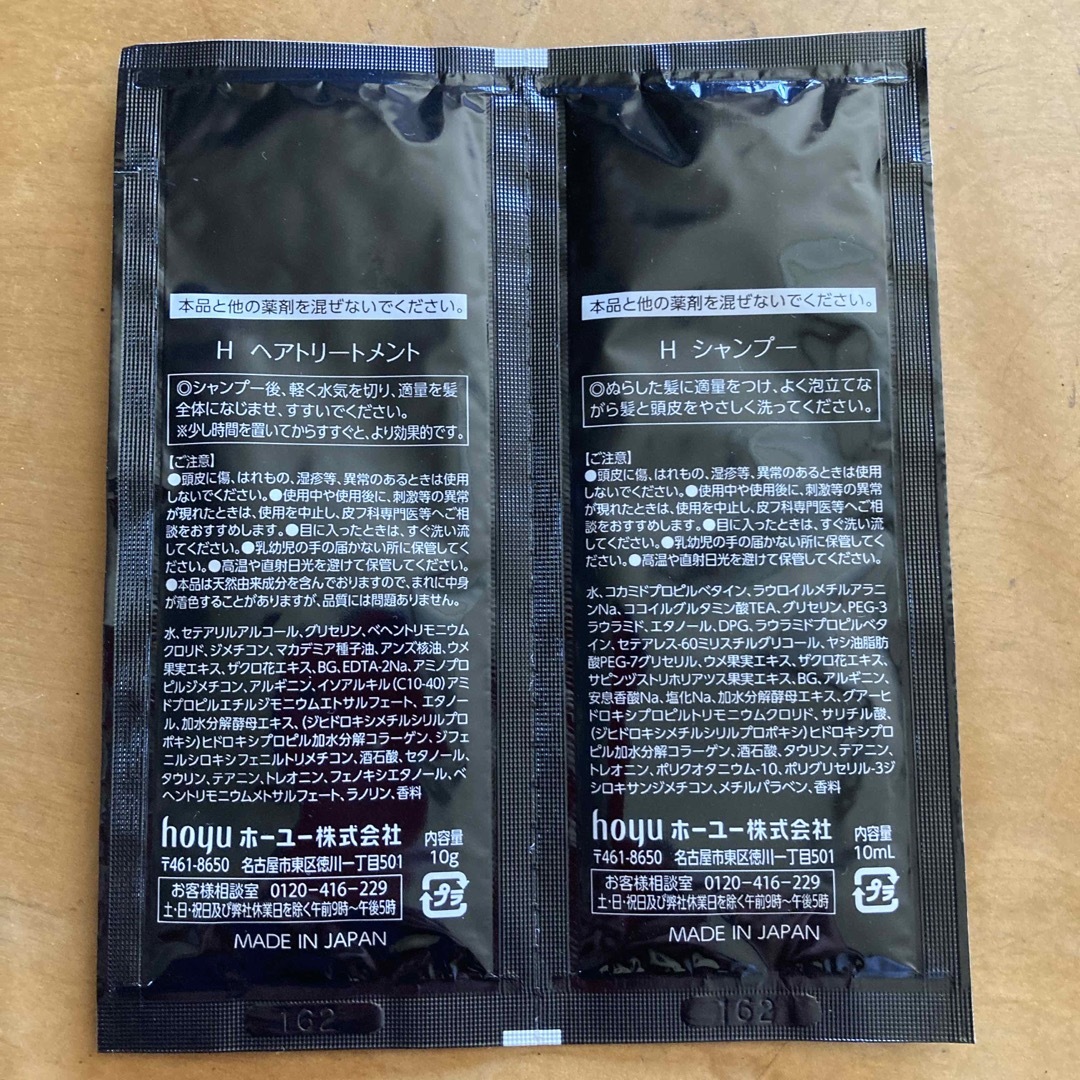 本品と他の薬剤を混ぜないでください。
H ヘアトリートメント
◎シャンプー後、軽く水気を切り、適量を髪
全体になじませ、すすいでください。
※少し時間を置いてからすすぐと、より効果的です。
【ご注意】
●頭皮に傷、はれもの、湿疹等、異常のあるときは使用
しないでください。●使用中や使用後に、刺激等の異常
が現れたときは、使用を中止し、皮フ科専門医等へご相
談をおすすめします。●目に入ったときは、すぐ洗い流
してください。●乳幼児の手の届かない所に保管してく
ださい。●高温や直射日光を避けて保管してください。
●本品は天然由来成分を含んでおりますので、まれに中身
が着色することがありますが、品質には問題ありません。
水、セテアリルアルコール、グリセリン、ベヘントリモニウム
クロリド、ジメチコン、マカデミア種子油、アンズ核油、ウメ
果実エキス、ザクロ花エキス、BG、EDTA-2Na、アミノプロ
ピルジメチコン、アルギニン、イソアルキル(C10-40)アミ
ドプロピルエチルジモニウムエトサルフェート、エタノー
ル、加水分解酵母エキス、(ジヒドロキシメチルシリルプロ
ポキシ)ヒドロキシプロピル加水分解コラーゲン、ジフェ
ニルシロキシフェニルトリメチコン、酒石酸、セタノール、
タウリン、テアニン、トレオニン、フェノキシエタノール、ベ
ヘントリモニウムメトサルフェート、ラノリン、香料
hoyu ホーユー株式会社
〒461-8650 名古屋市東区徳川一丁目501
内容量
10g
お客様相談室 0120-416-229
土・日・祝日及び弊社休業日を除く午前9時〜午後5時
プラ
MADE IN JAPAN
162
本品と他の薬剤を混ぜないでください。
H シャンプー
◎ぬらした髪に適量をつけ、よく泡立てな
がら髪と頭皮をやさしく洗ってください。
【ご注意】
●頭皮に傷、はれもの、湿疹等、異常のあるときは使用
しないでください。●使用中や使用後に、刺激等の異常
が現れたときは、使用を中止し、皮フ科専門医等へご相
談をおすすめします。●目に入ったときは、すぐ洗い流
してください。●乳幼児の手の届かない所に保管してく
ださい。●高温や直射日光を避けて保管してください。
水、コカミドプロピルベタイン、ラウロイルメチルアラニ
ンNa、ココイルグルタミン酸TEA、グリセリン、PEG-3
ラウラミド、エタノール、DPG、ラウラミドプロピルベタ
イン、セテアレス-60ミリスチルグリコール、ヤシ油脂肪
酸PEG-7グリセリル、ウメ果実エキス、ザクロ花エキス、
サピンヅストリホリアツス果実エキス、BG、アルギニン、
安息香酸Na、塩化Na、加水分解酵母エキス、グアーヒ
ドロキシプロピルトリモニウムクロリド、サリチル酸、
(ジヒドロキシメチルシリルプロポキシ)ヒドロキシプロ
ピル加水分解コラーゲン、酒石酸、タウリン、テアニン、
トレオニン、ポリクオタニウム-10、ポリグリセリル-3ジ
シロキサンジメチコン、メチルパラベン、香料
hoyu ホーユー株式会社
〒461-8650 名古屋市東区徳川一丁目501
内容量
10mL
お客様相談室 0120-416-229
土・日・祝日及び弊社休業日を除く午前9時〜午後5時
プラ
MADE IN JAPAN
162